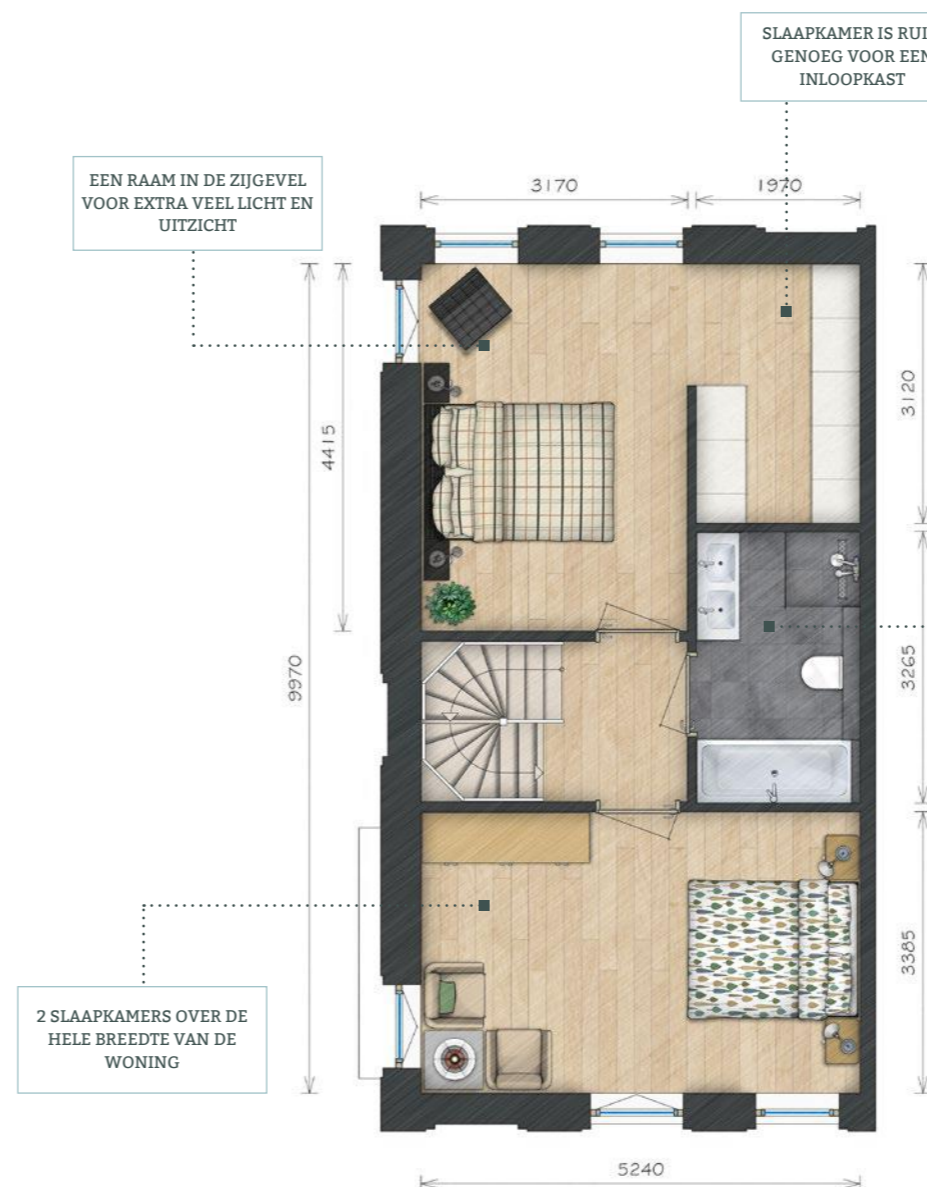 SLAAPKAMER IS RUI
GENOEG VOOR EEN
INLOOPKAST
EEN RAAM IN DE ZIJGEVEL
VOOR EXTRA VEEL LICHT EN
UITZICHT
3170
1970
4415
3120
9970
3265
3385
2 SLAAPKAMERS OVER DE
HELE BREEDTE VAN DE
WONING
5240